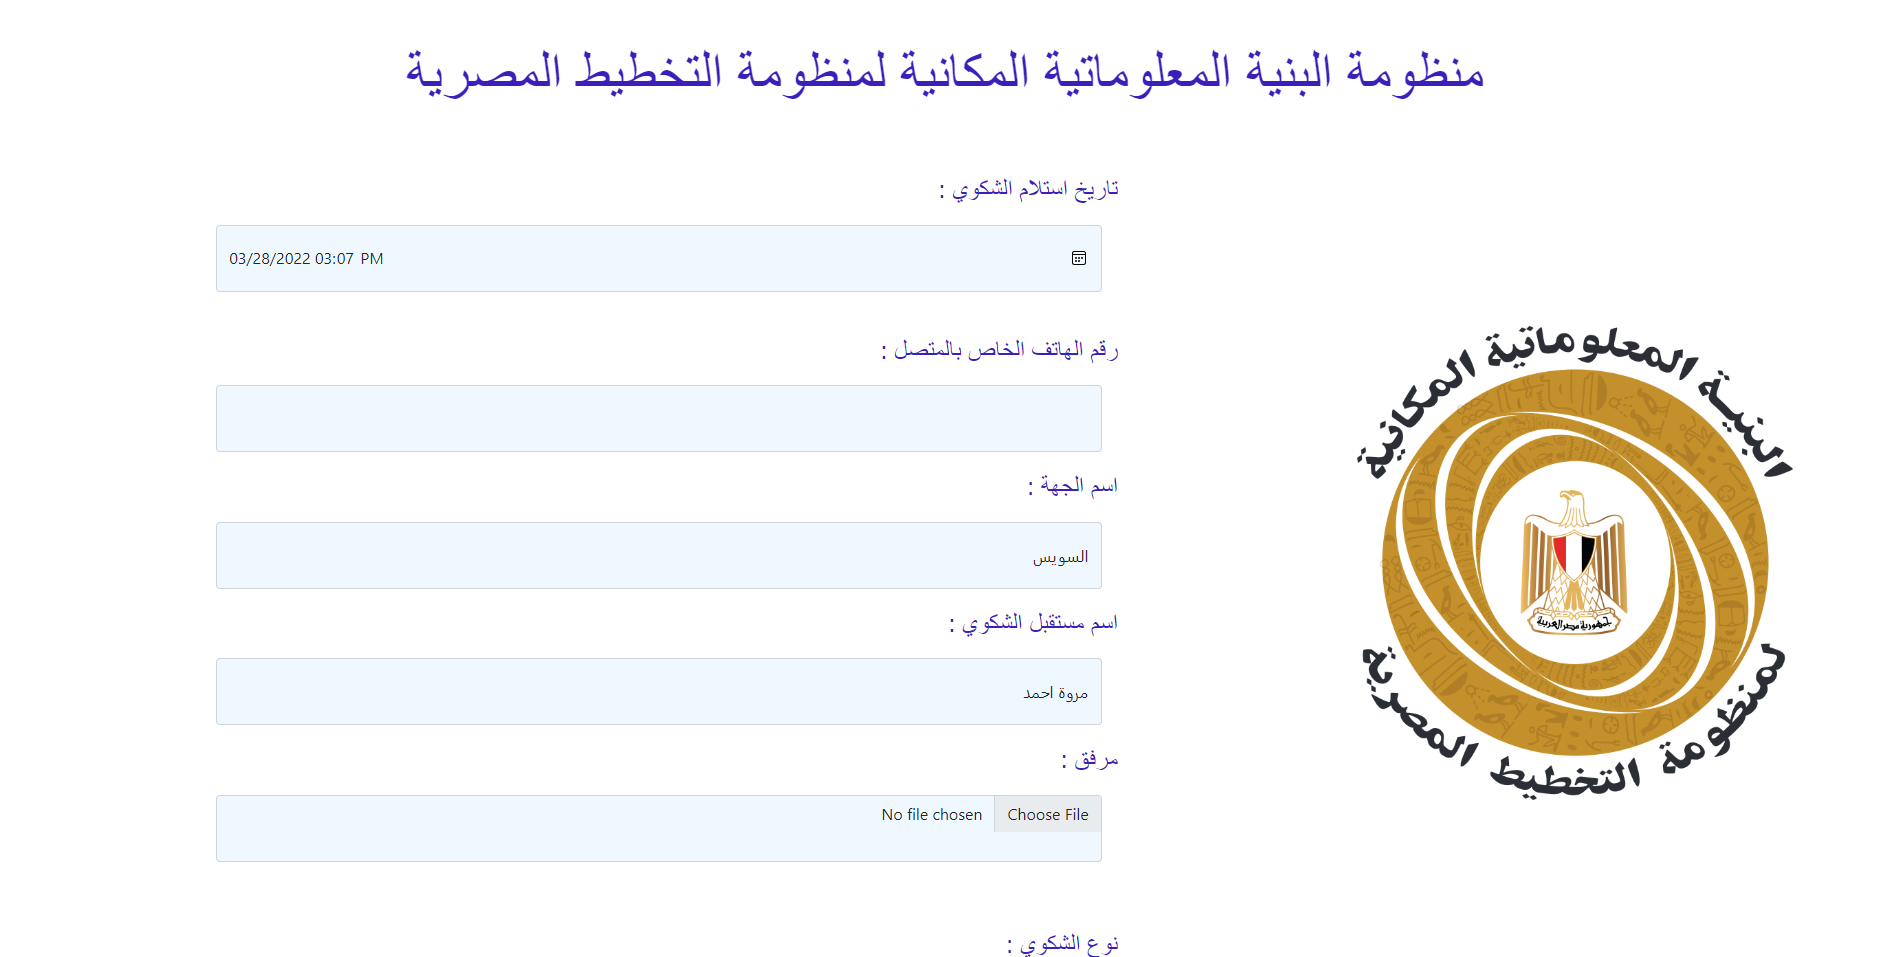 منظومة البنية المعلوماتية المكانية لمنظومة التخطيط المصرية
تاريخ استلام الشكوي :
03/28/2022 03:07 PM
رقم الهاتف الخاص بالمتصل :
اسم الجهة :
السويس
اسم مستقبل الشكوي :
مروة احمد
مرفق :
Choose File No file chosen
نوع الشكوي :
البنية المعلوماتية المكانية
جمهورية مصر العربية
لمنظومة التخطيط المصرية